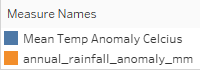 Measure Names
Mean Temp Anomaly Celcius
annual_rainfall_anomaly_mm